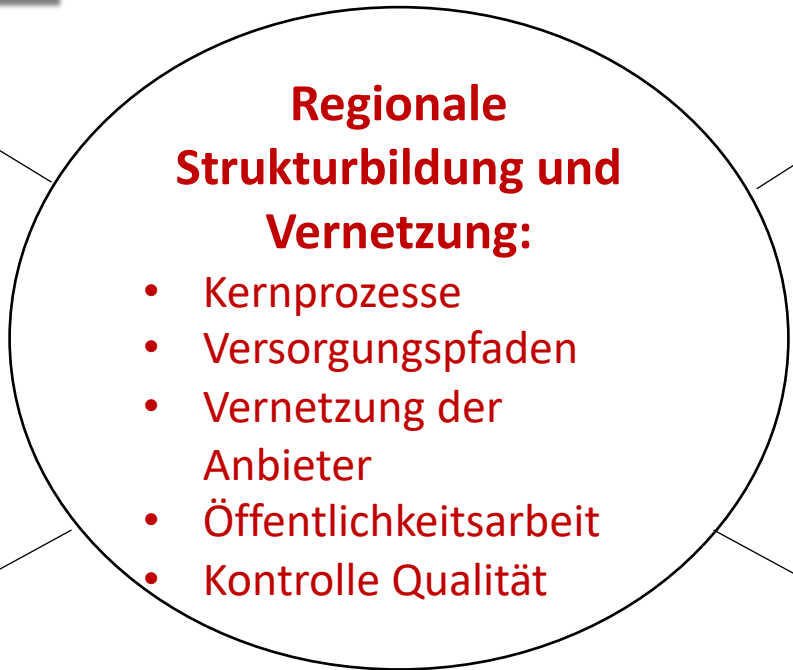 Regionale
Strukturbildung und
Vernetzung:
• Kernprozesse
• Versorgungspfaden
• Vernetzung der
Anbieter
• Öffentlichkeitsarbeit
• Kontrolle Qualität